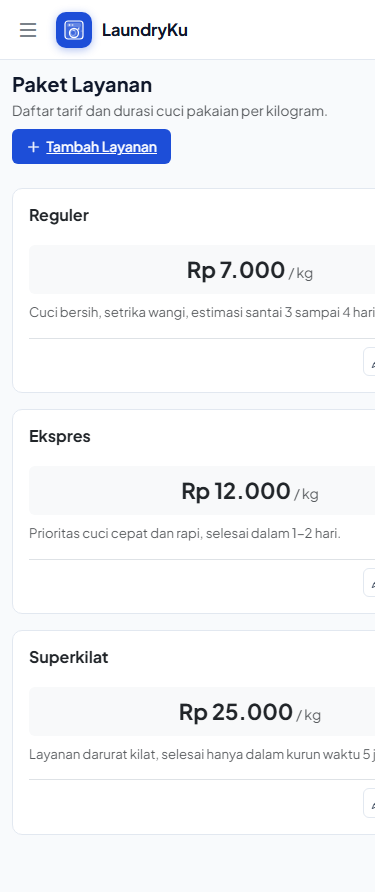 LaundryKu
Paket Layanan
Daftar tarif dan durasi cuci pakaian per kilogram.
+ Tambah Layanan
Reguler
Rp 7.000 / kg
Cuci bersih, setrika wangi, estimasi santai 3 sampai 4 hari
Ekspres
Rp 12.000 / kg
Prioritas cuci cepat dan rapi, selesai dalam 1–2 hari.
Superkilat
Rp 25.000 / kg
Layanan darurat kilat, selesai hanya dalam kurun waktu 5 j